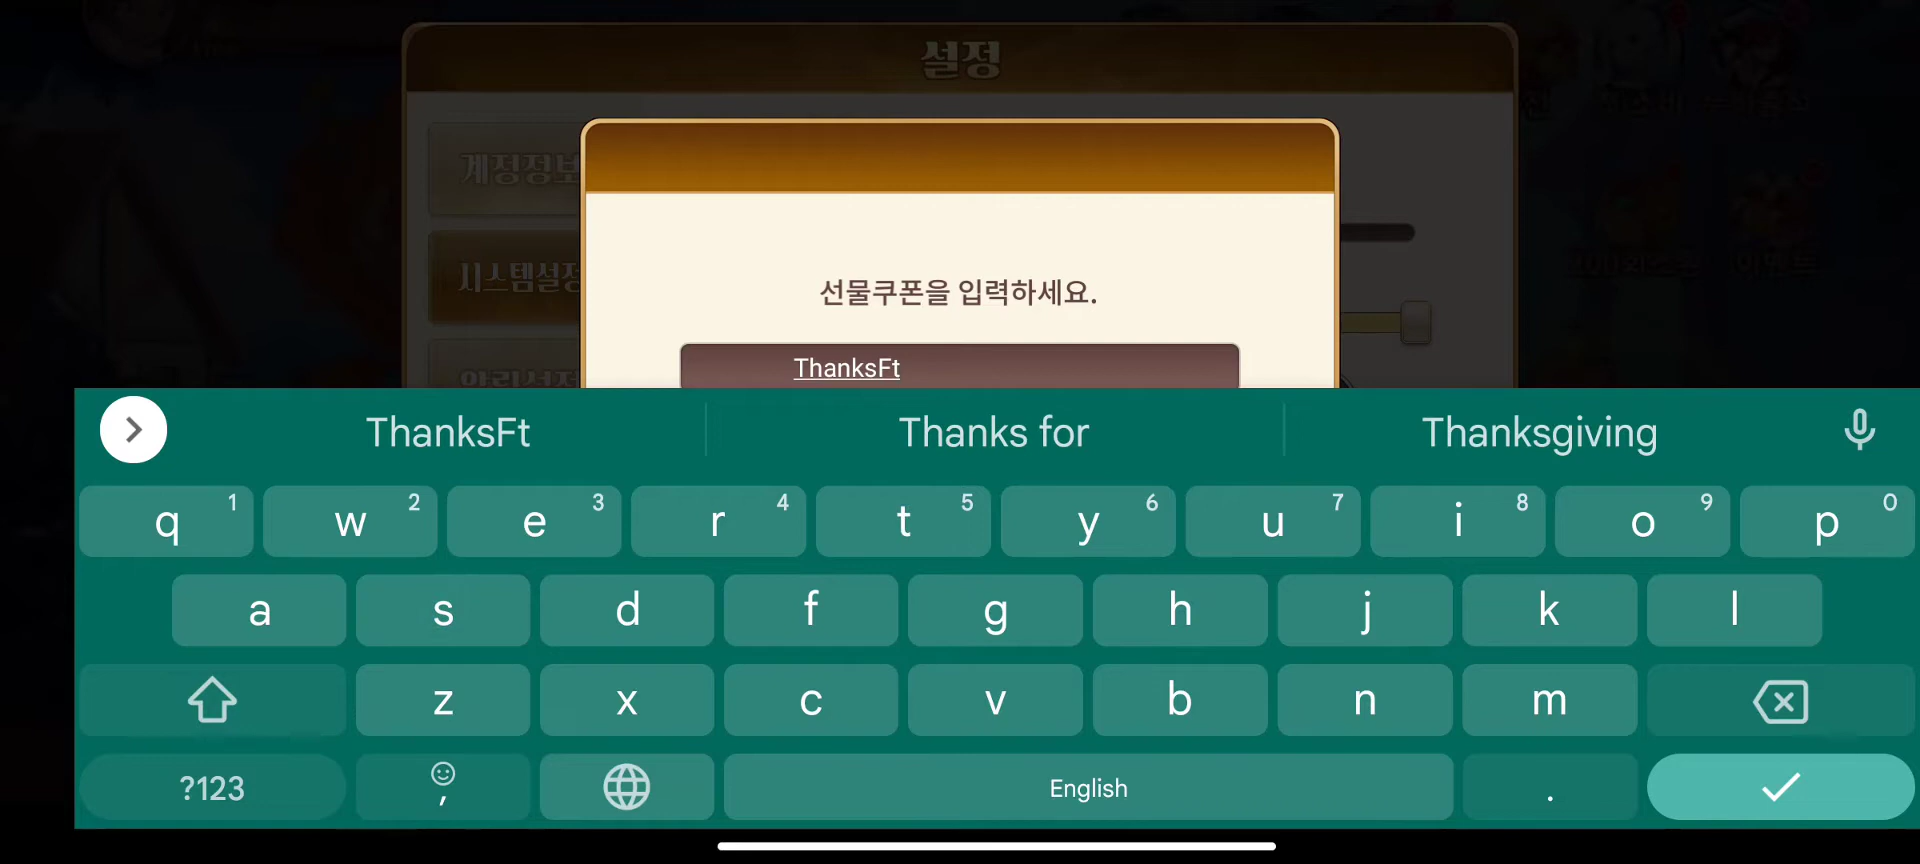 설정
계정정보
선물쿠폰을 입력하세요.
시스템설정
ThanksFt
ThanksFt
Thanks for
Thanksgiving
q 1
w 2
e 3
r 4
t 5
y 6
u 7
i 8
o 9
p 0
a s d f g h j k l
z x c v b n m
?123
,
English
.